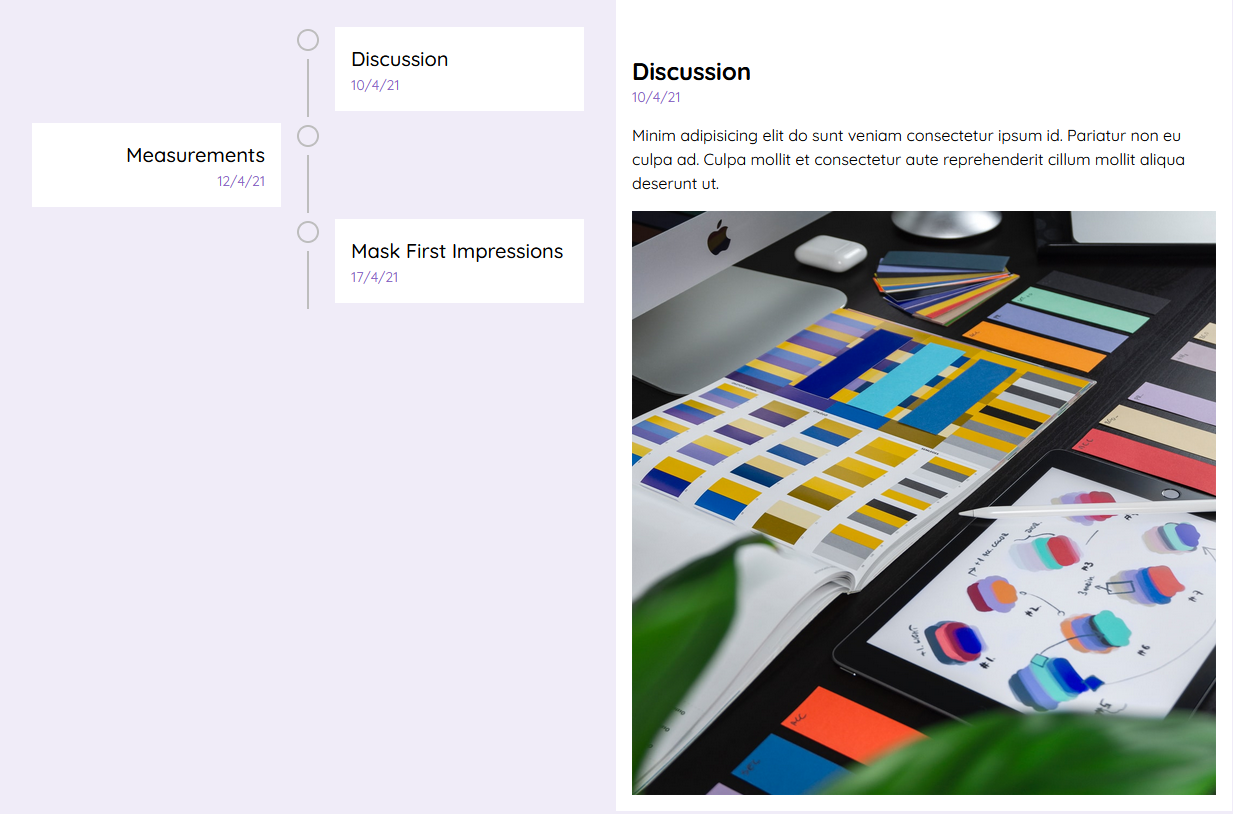 Discussion
10/4/21
Measurements
12/4/21
Mask First Impressions
17/4/21
Discussion
10/4/21
Minim adipisicing elit do sunt veniam consectetur ipsum id. Pariatur non eu
culpa ad. Culpa mollit et consectetur aute reprehenderit cillum mollit aliqua
deserunt ut.